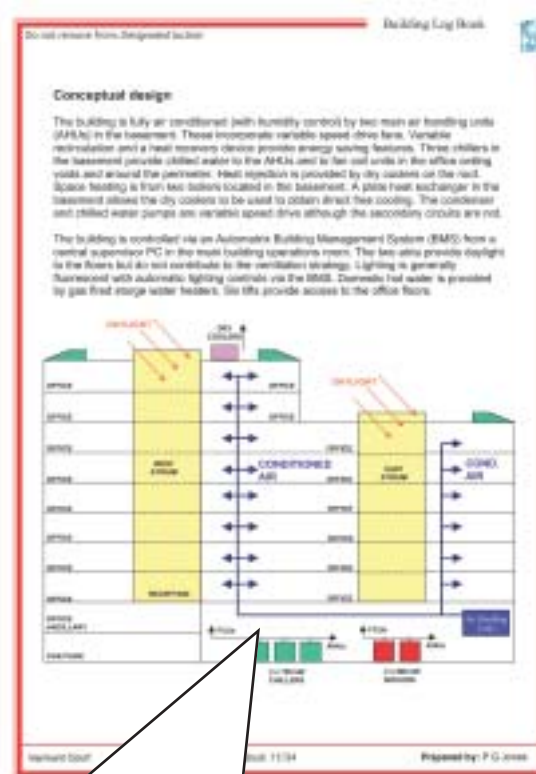 Building Log Book
Do not remove from designated location
Conceptual design
The building is fully air conditioned (with humidity control) by two main air handling units
(AHUs) in the basement. These incorporate variable speed drive fans. Variable
recirculation and a heat recovery device provide energy saving features. Three chillers in
the basement provide chilled water to the AHUs and to fan coil units in the office ceiling
voids and around the perimeter. Heat rejection is provided by dry coolers on the roof.
Space heating is from two boilers located in the basement. A plate heat exchanger in the
basement allows the dry coolers to be used to obtain direct free cooling. The condenser
and chilled water pumps are variable speed drive although the secondary circuits are not.
The building is controlled via an Automatrix Building Management System (BMS) from a
central supervisor PC in the main building operations room. The two atria provide daylight
to the floors but do not contribute to the ventilation strategy. Lighting is generally
fluorescent with automatic lighting controls via the BMS. Domestic hot water is provided
by gas fired storage water heaters. Six lifts provide access to the office floors.
DAYLIGHT
DRY
COOLERS
DAYLIGHT
OFFICE
OFFICE
OFFICE
OFFICE
OFFICE
OFFICE
WEST
ATRIUM
CONDITIONED
AIR
EAST
ATRIUM
COND.
AIR
OFFICE
OFFICE
OFFICE
OFFICE
OFFICE
OFFICE
OFFICE
OFFICE
OFFICE
RECEPTION
OFFICE
OFFICE
ANCILLARY
CHILLERS
BOILERS
Prepared by: P G Jones